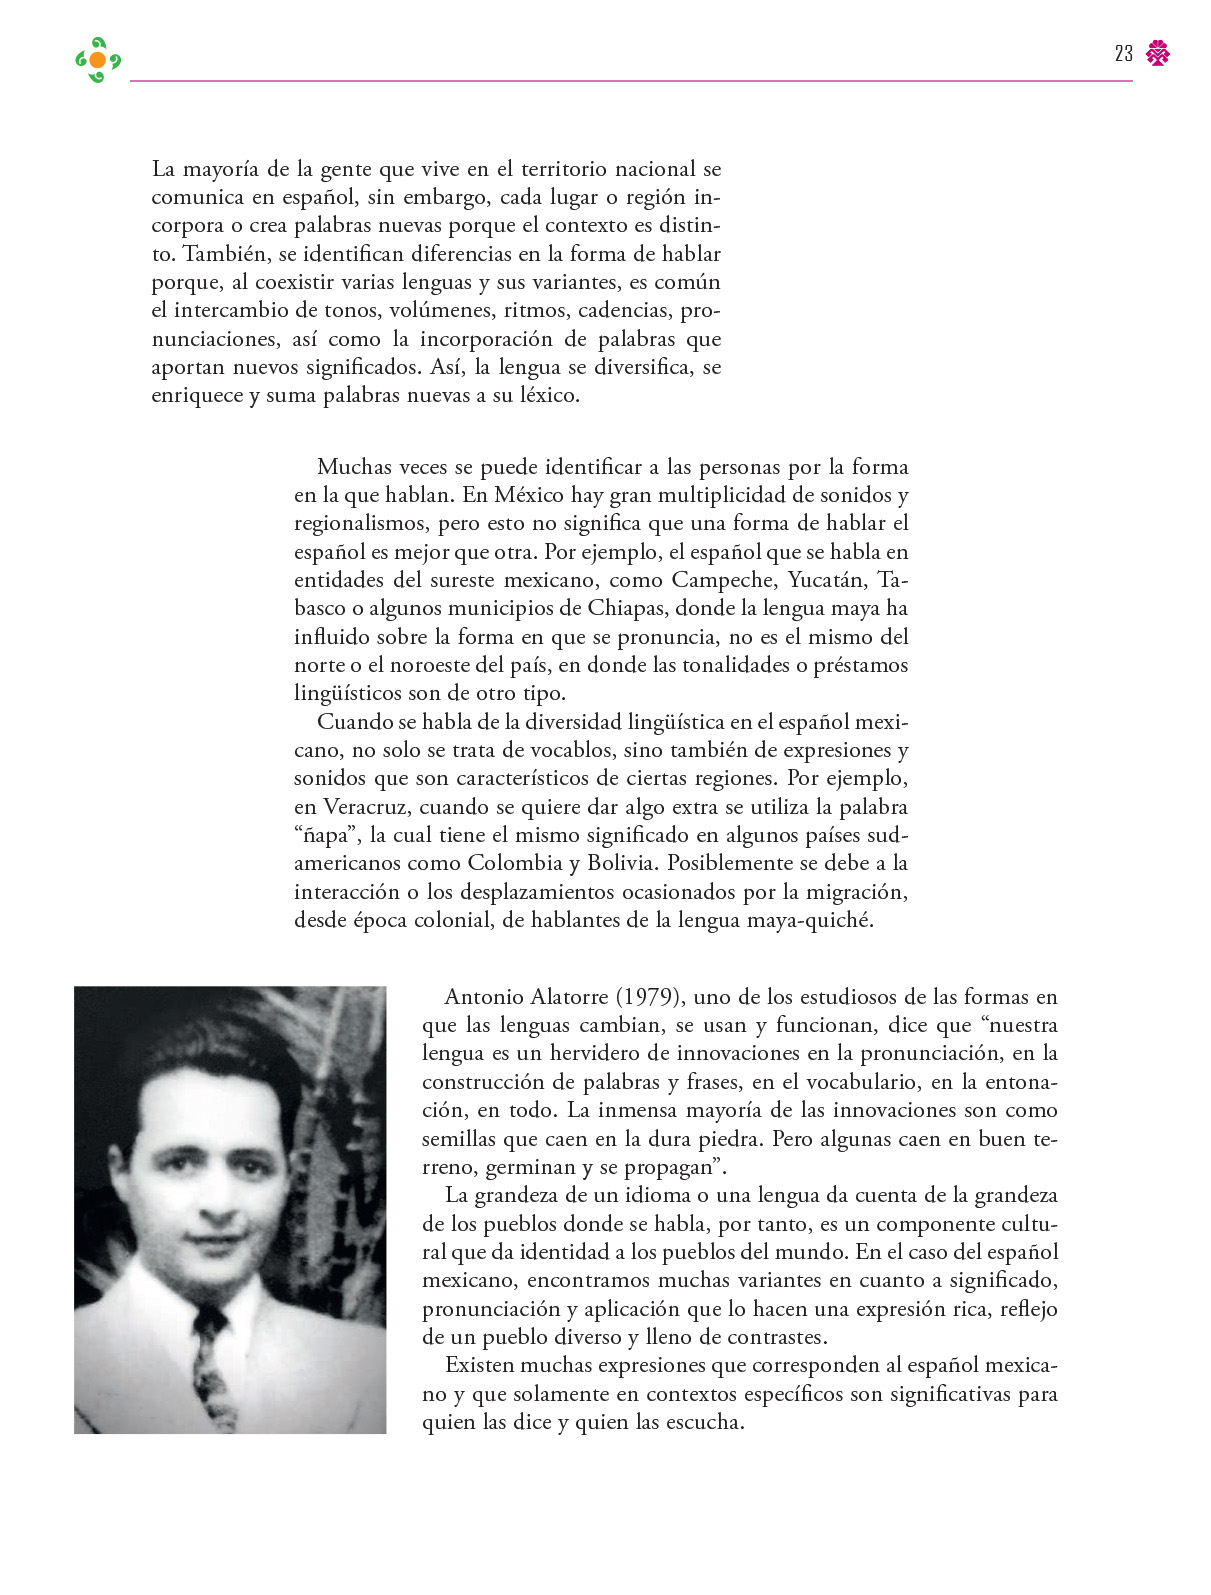 23
La mayoría de la gente que vive en el territorio nacional se
comunica en español, sin embargo, cada lugar o región in-
corpora o crea palabras nuevas porque el contexto es distin-
to. También, se identifican diferencias en la forma de hablar
porque, al coexistir varias lenguas y sus variantes, es común
el intercambio de tonos, volúmenes, ritmos, cadencias, pro-
nunciaciones, así como la incorporación de palabras que
aportan nuevos significados. Así, la lengua se diversifica, se
enriquece y suma palabras nuevas a su léxico.
Muchas veces se puede identificar a las personas por la forma
en la que hablan. En México hay gran multiplicidad de sonidos y
regionalismos, pero esto no significa que una forma de hablar el
español es mejor que otra. Por ejemplo, el español que se habla en
entidades del sureste mexicano, como Campeche, Yucatán, Ta-
basco o algunos municipios de Chiapas, donde la lengua maya ha
influido sobre la forma en que se pronuncia, no es el mismo del
norte o el noroeste del país, en donde las tonalidades o préstamos
lingüísticos son de otro tipo.
Cuando se habla de la diversidad lingüística en el español mexi-
cano, no solo se trata de vocablos, sino también de expresiones y
sonidos que son característicos de ciertas regiones. Por ejemplo,
en Veracruz, cuando se quiere dar algo extra se utiliza la palabra
“ñapa”, la cual tiene el mismo significado en algunos países sud-
americanos como Colombia y Bolivia. Posiblemente se debe a la
interacción o los desplazamientos ocasionados por la migración,
desde época colonial, de hablantes de la lengua maya-quiché.
Antonio Alatorre (1979), uno de los estudiosos de las formas en
que las lenguas cambian, se usan y funcionan, dice que “nuestra
lengua es un hervidero de innovaciones en la pronunciación, en la
construcción de palabras y frases, en el vocabulario, en la entona-
ción, en todo. La inmensa mayoría de las innovaciones son como
semillas que caen en la dura piedra. Pero algunas caen en buen te-
rreno, germinan y se propagan”.
La grandeza de un idioma o una lengua da cuenta de la grandeza
de los pueblos donde se habla, por tanto, es un componente cultu-
ral que da identidad a los pueblos del mundo. En el caso del español
mexicano, encontramos muchas variantes en cuanto a significado,
pronunciación y aplicación que lo hacen una expresión rica, reflejo
de un pueblo diverso y lleno de contrastes.
Existen muchas expresiones que corresponden al español mexica-
no y que solamente en contextos específicos son significativas para
quien las dice y quien las escucha.